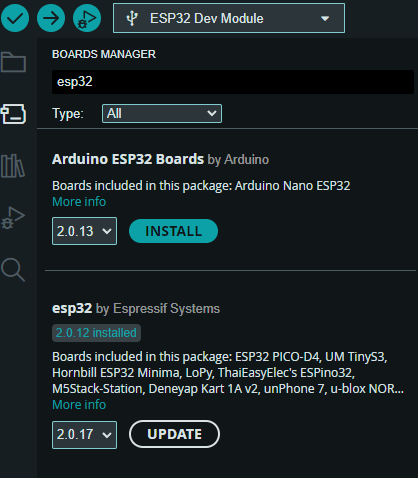 ESP32 Dev Module
BOARDS MANAGER
esp32
Type: All
Arduino ESP32 Boards by Arduino
Boards included in this package: Arduino Nano ESP32
More info
2.0.13 INSTALL
esp32 by Espressif Systems
2.0.12 installed
Boards included in this package: ESP32 PICO-D4, UM TinyS3,
Hornbill ESP32 Minima, LoPy, ThaiEasyElec's ESPino32,
M5Stack-Station, Deneyap Kart 1A v2, unPhone 7, u-blox NOR...
More info
2.0.17 UPDATE